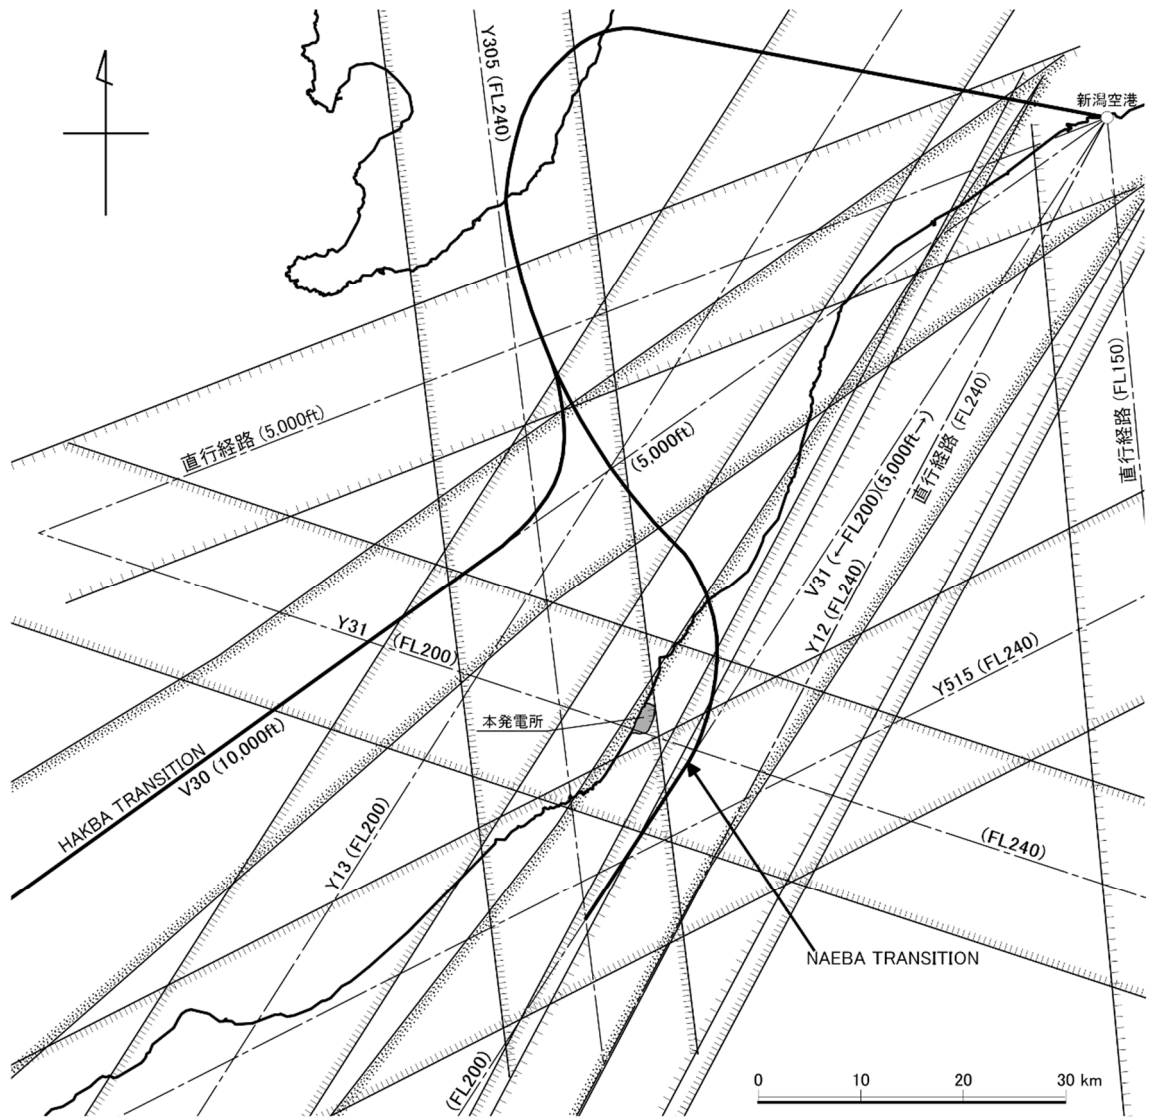 Y305 (FL240)
新潟空港
直行経路 (5,000ft)
(5,000ft)
直行経路 (FL150)
V31 (←FL200)(5,000ft→)
直行経路 (FL240)
Y12 (FL240)
Y31
(FL200)
Y515 (FL240)
本発電所
HAKBA TRANSITION
V30 (10,000ft)
Y13 (FL200)
(FL240)
NAEBA TRANSITION
(FL200)
0 10 20 30 km